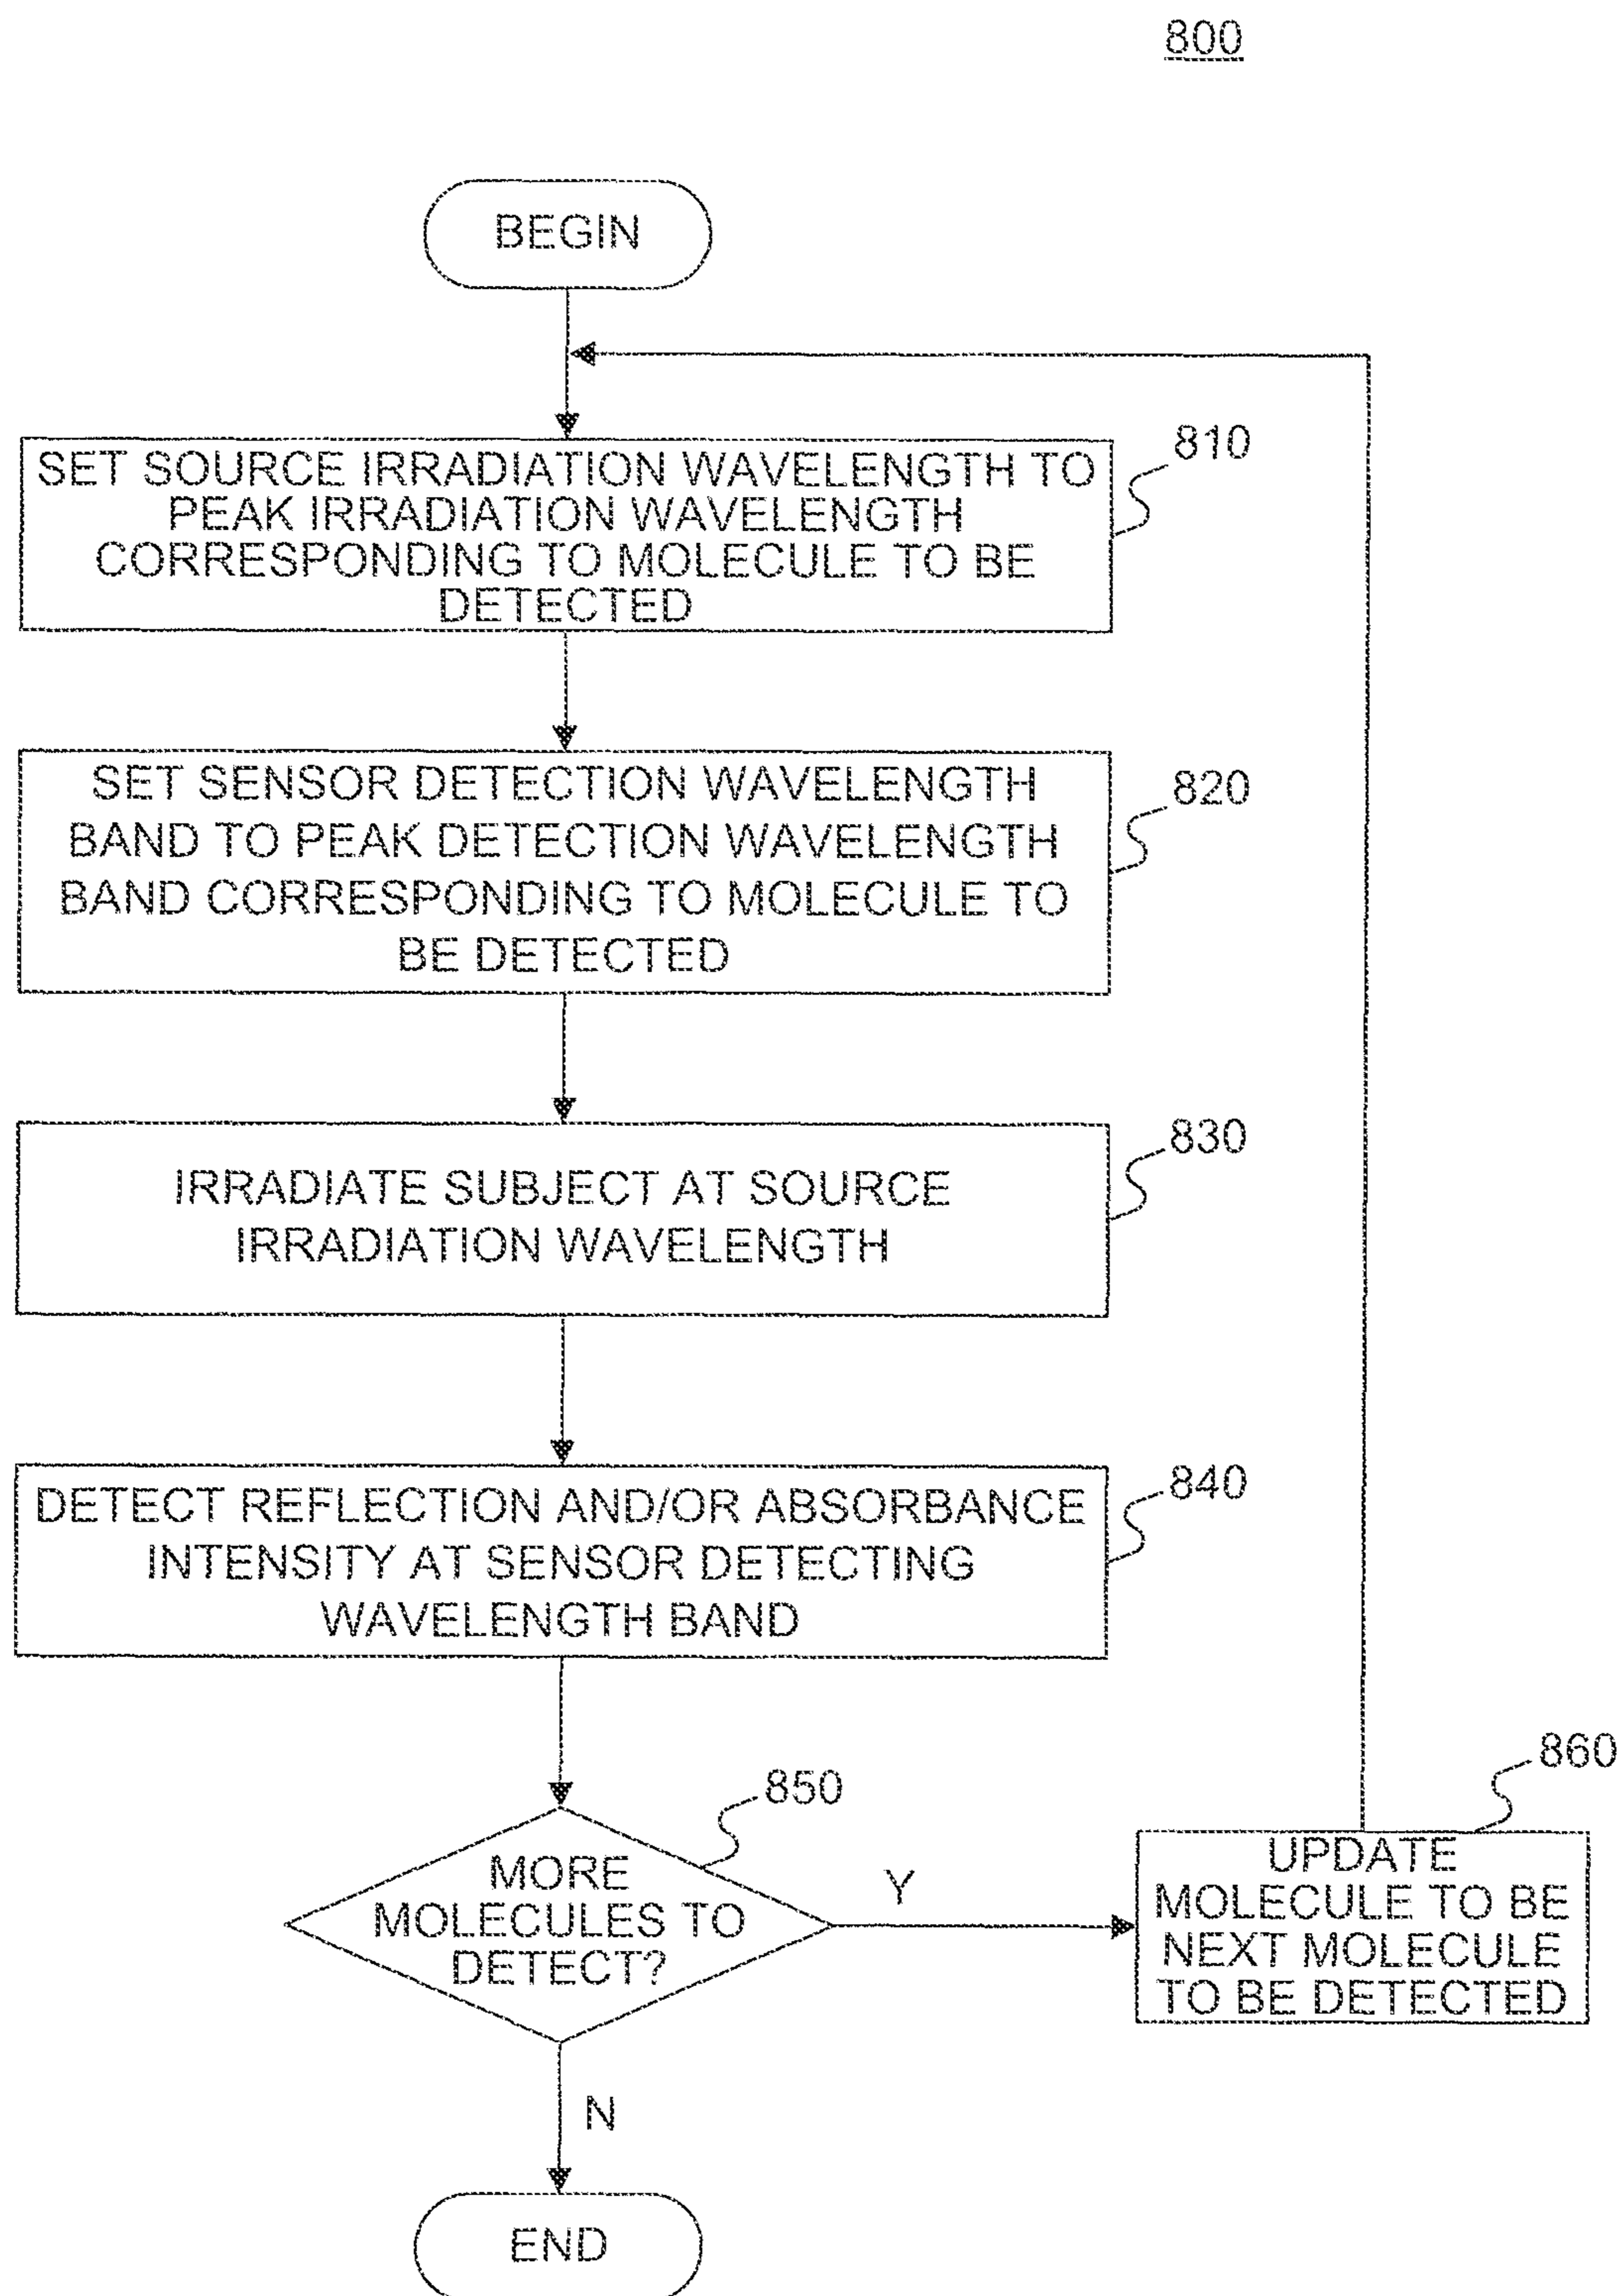 800
BEGIN
SET SOURCE IRRADIATION WAVELENGTH TO
PEAK IRRADIATION WAVELENGTH
CORRESPONDING TO MOLECULE TO BE
DETECTED
810
SET SENSOR DETECTION WAVELENGTH
BAND TO PEAK DETECTION WAVELENGTH
BAND CORRESPONDING TO MOLECULE TO
BE DETECTED
820
IRRADIATE SUBJECT AT SOURCE
IRRADIATION WAVELENGTH
830
DETECT REFLECTION AND/OR ABSORBANCE
INTENSITY AT SENSOR DETECTING
WAVELENGTH BAND
840
MORE
MOLECULES TO
DETECT?
850
Y
UPDATE
MOLECULE TO BE
NEXT MOLECULE
TO BE DETECTED
860
N
END